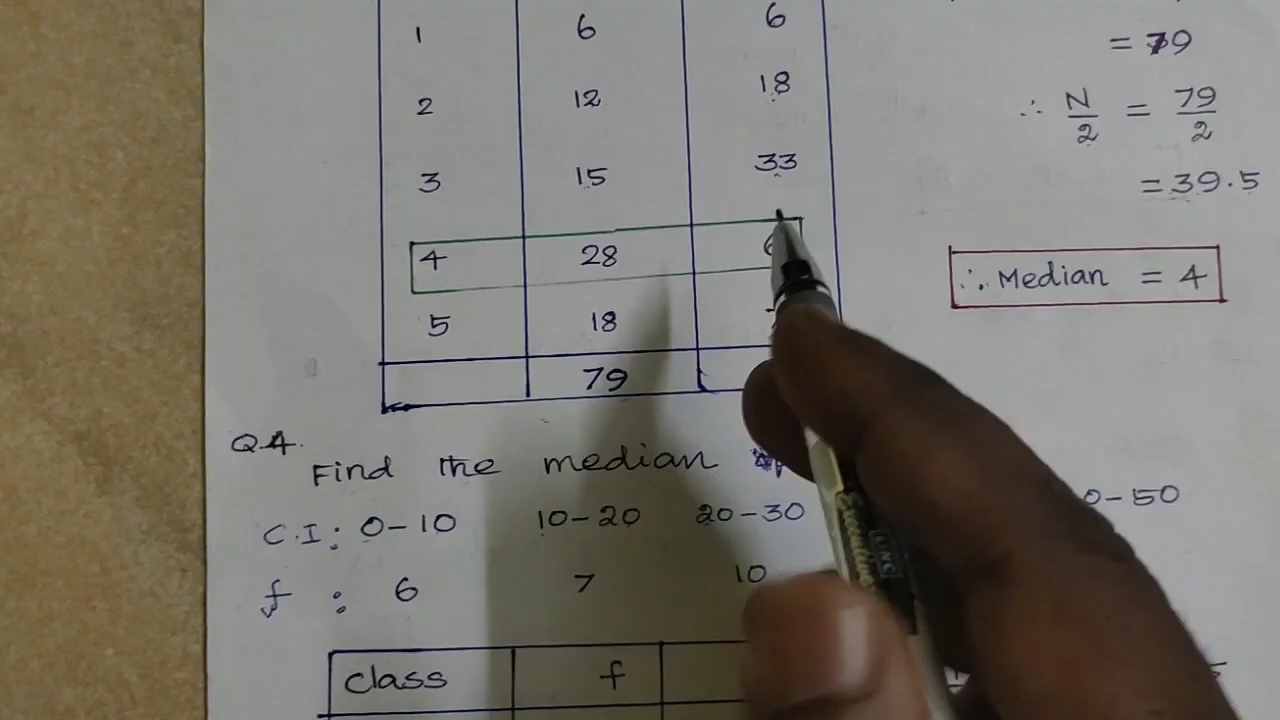 1 6 6
= 79
2 12 18
∴ N/2 = 79/2
3 15 33
= 39.5
4 28
∴ Median = 4
5 18
79
Q.4.
Find the median
C.I: 0-10 10-20 20-30 0-50
f : 6 7 10
class f